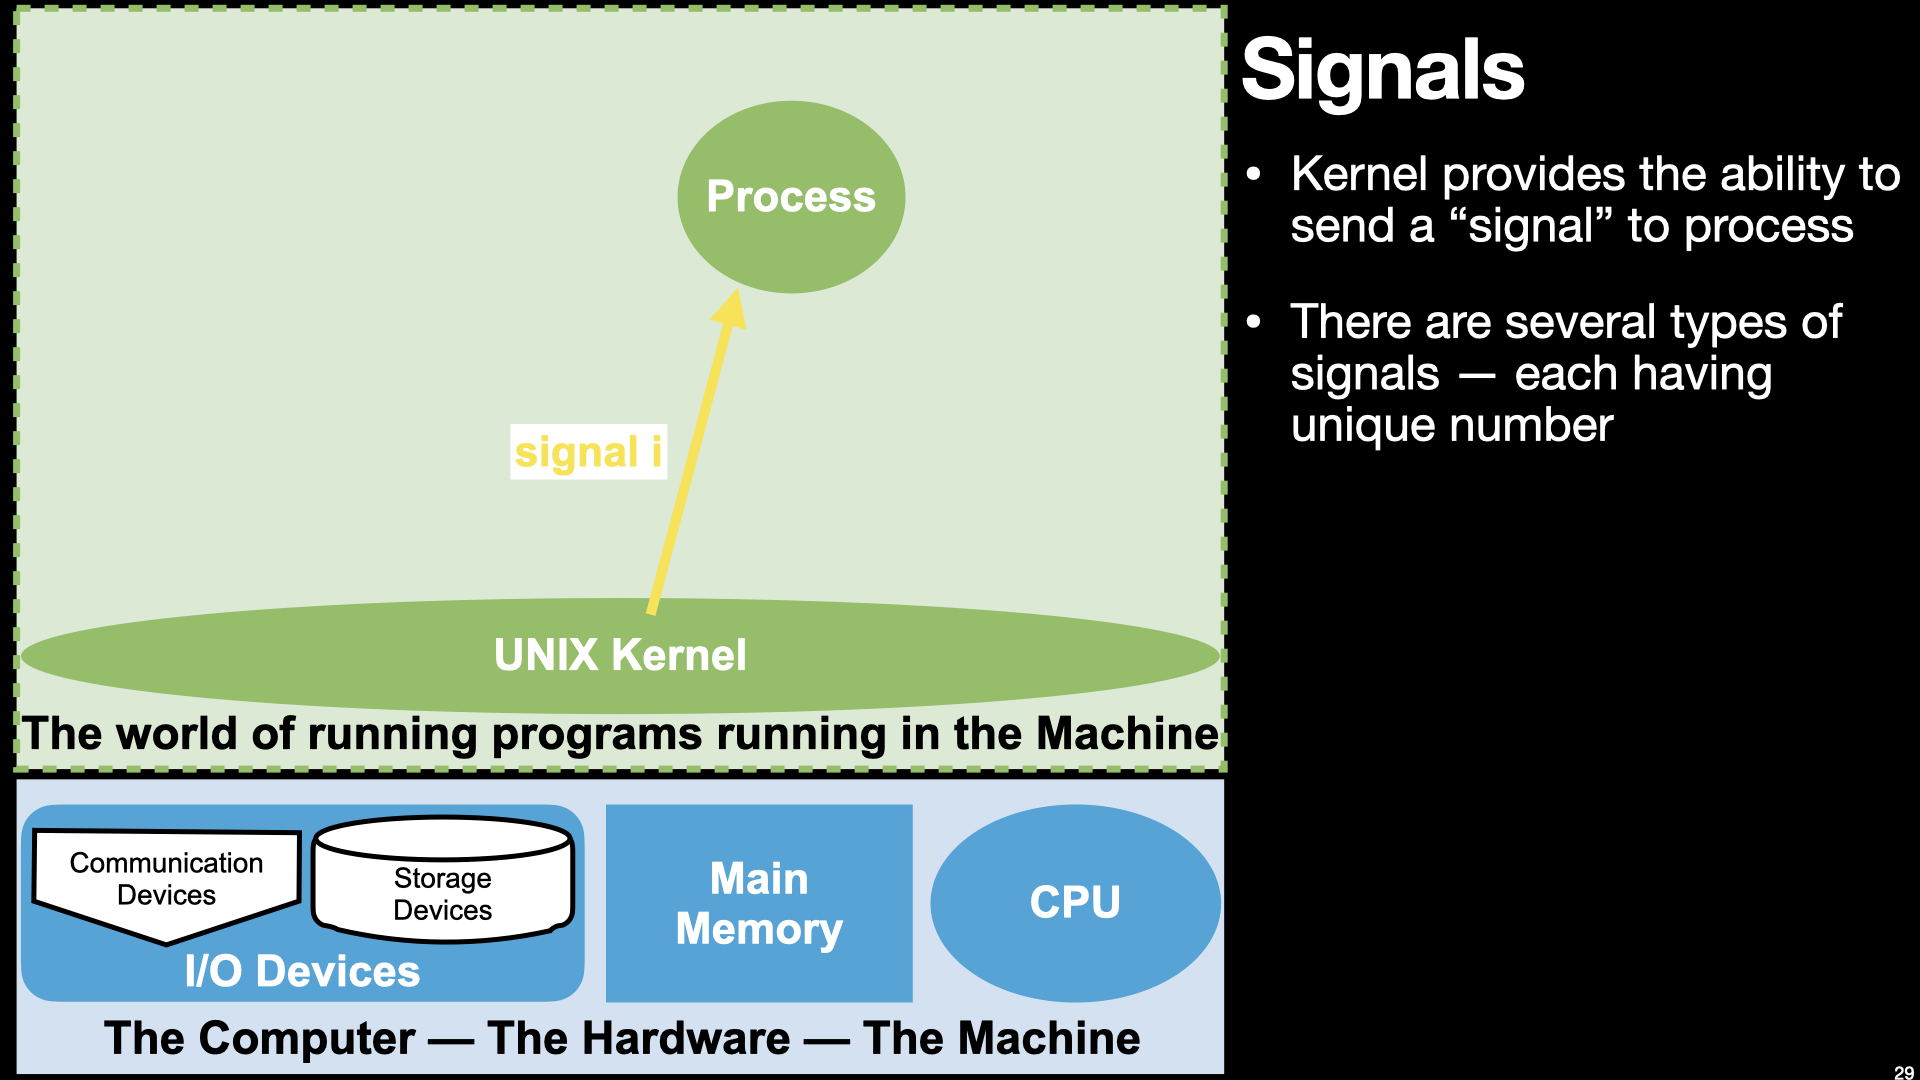 Signals
• Kernel provides the ability to
send a “signal” to process
• There are several types of
signals — each having
unique number
Process
signal i
UNIX Kernel
The world of running programs running in the Machine
Communication
Devices
Storage
Devices
I/O Devices
Main
Memory
CPU
The Computer — The Hardware — The Machine
29